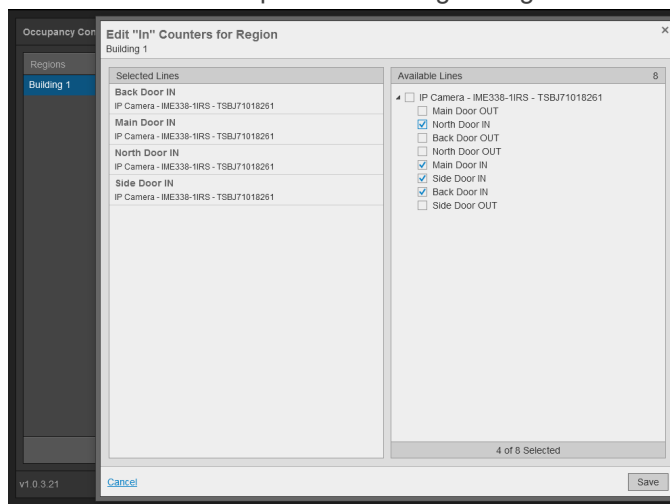 Occupancy Con
Edit "In" Counters for Region
×
Building 1
Regions
Building 1
Selected Lines
Back Door IN
IP Camera - IME338-1IRS - TSBJ71018261
Main Door IN
IP Camera - IME338-1IRS - TSBJ71018261
North Door IN
IP Camera - IME338-1IRS - TSBJ71018261
Side Door IN
IP Camera - IME338-1IRS - TSBJ71018261
Available Lines 8
IP Camera - IME338-1IRS - TSBJ71018261
Main Door OUT
North Door IN
Back Door OUT
North Door OUT
Main Door IN
Side Door IN
Back Door IN
Side Door OUT
4 of 8 Selected
v1.0.3.21
Cancel
Save